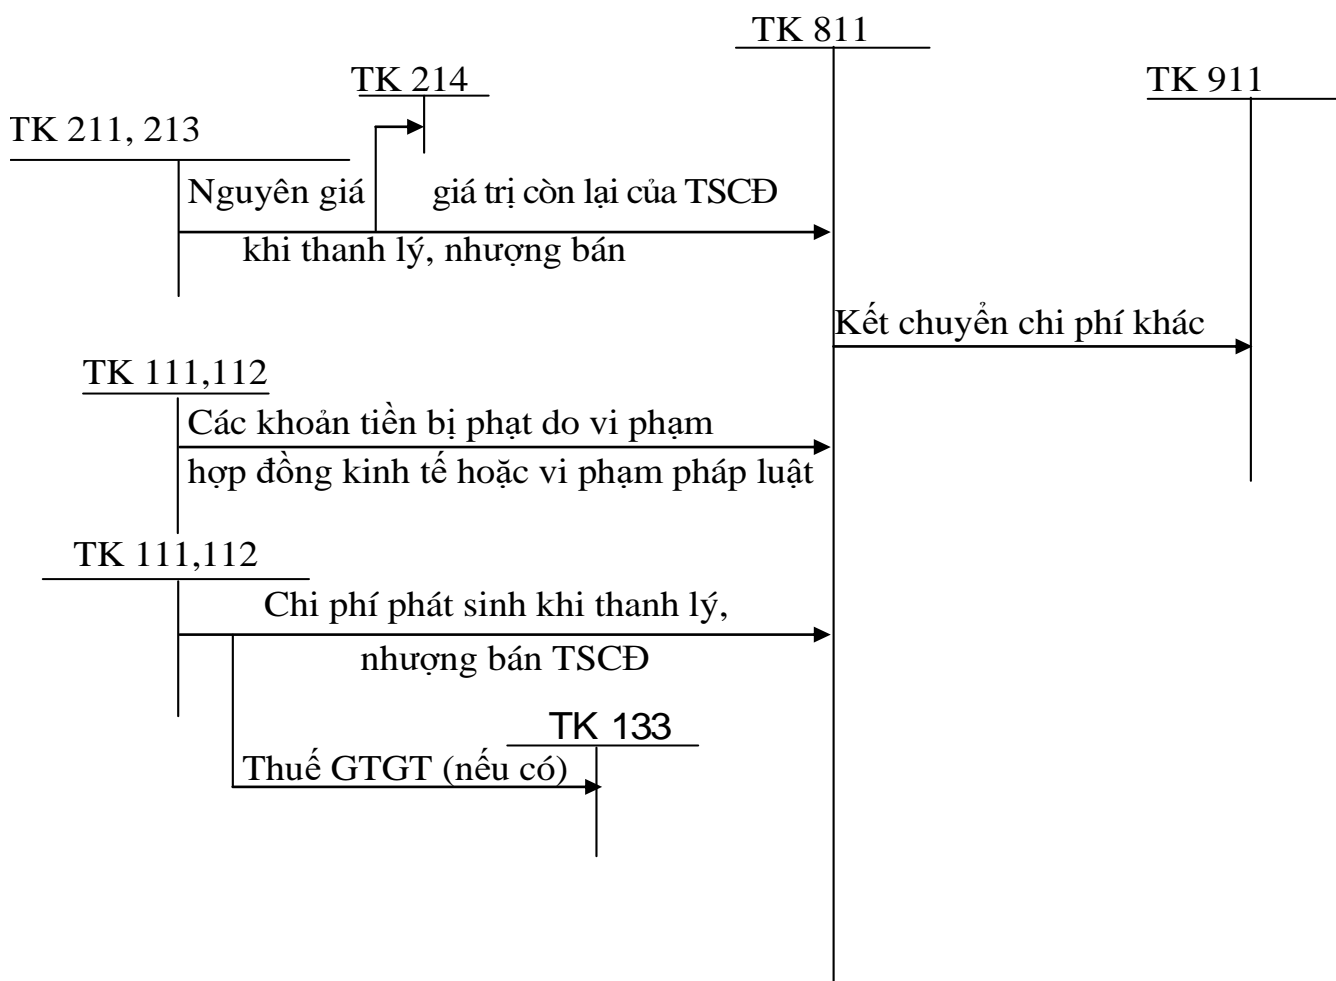 TK 811
TK 214
TK 911
TK 211, 213
Nguyên giá
giá trị còn lại của TSCĐ
khi thanh lý, nhượng bán
Kết chuyển chi phí khác
TK 111,112
Các khoản tiền bị phạt do vi phạm
hợp đồng kinh tế hoặc vi phạm pháp luật
TK 111,112
Chi phí phát sinh khi thanh lý,
nhượng bán TSCĐ
TK 133
Thuế GTGT (nếu có)